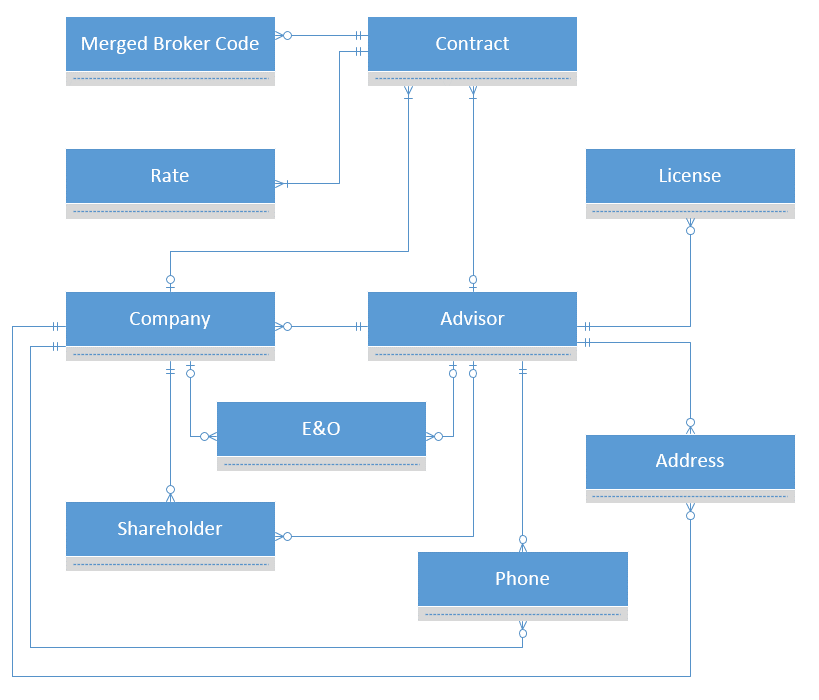 Merged Broker Code
Contract
Rate
License
Company
Advisor
E&O
Address
Shareholder
Phone